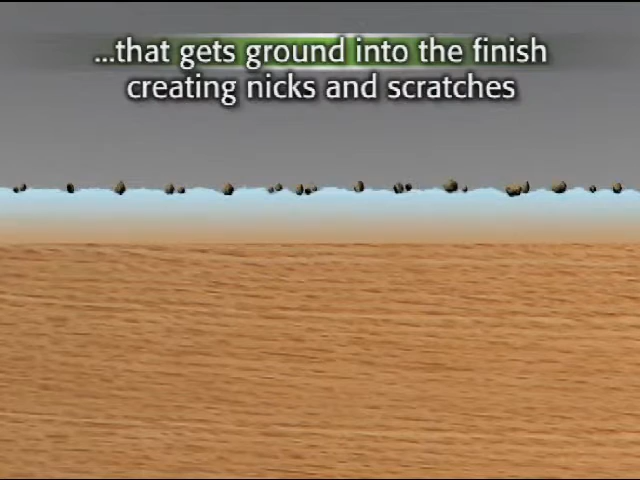 ...that gets ground into the finish
creating nicks and scratches